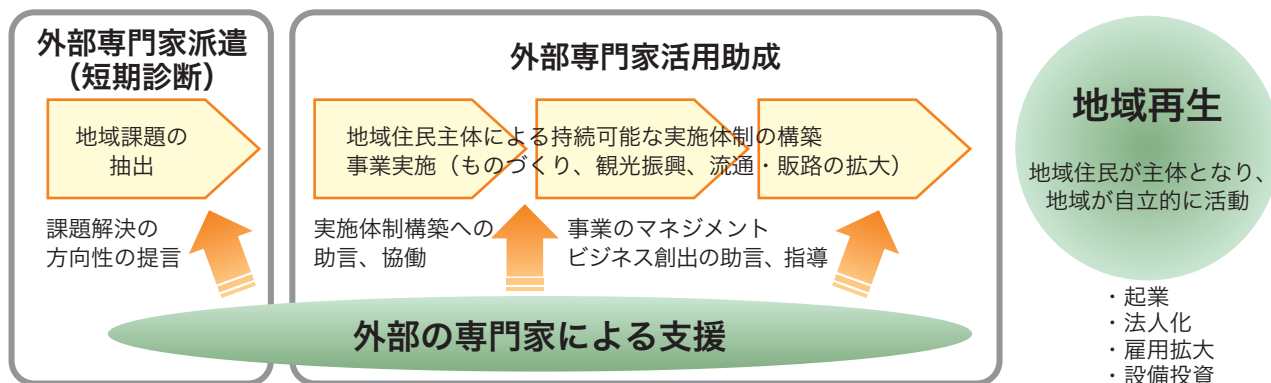 外部専門家派遣
（短期診断）
地域課題の
抽出
課題解決の
方向性の提言
外部専門家活用助成
地域住民主体による持続可能な実施体制の構築
事業実施（ものづくり、観光振興、流通・販路の拡大）
実施体制構築への
助言、協働
事業のマネジメント
ビジネス創出の助言、指導
外部の専門家による支援
地域再生
地域住民が主体となり、
地域が自立的に活動
・起業
・法人化
・雇用拡大
・設備投資